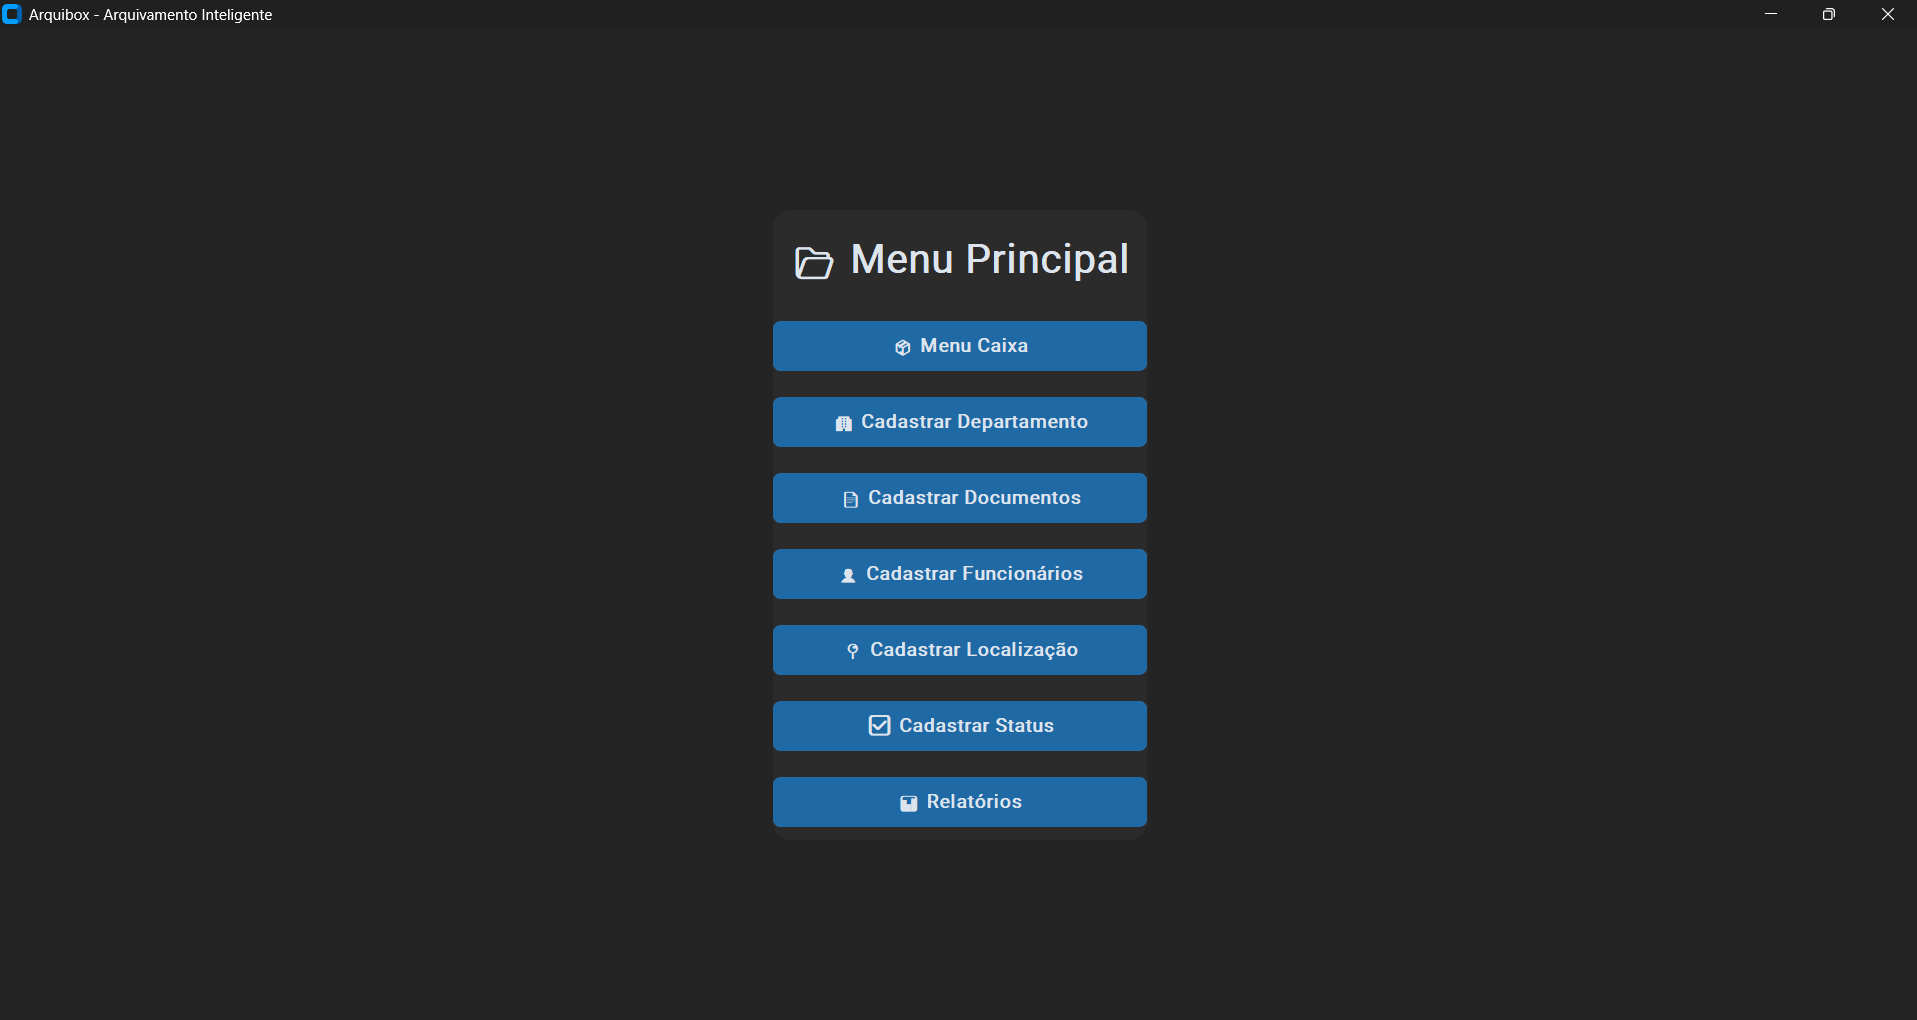 Arquibox - Arquivamento Inteligente
Menu Principal
Menu Caixa
Cadastrar Departamento
Cadastrar Documentos
Cadastrar Funcionários
Cadastrar Localização
Cadastrar Status
Relatórios